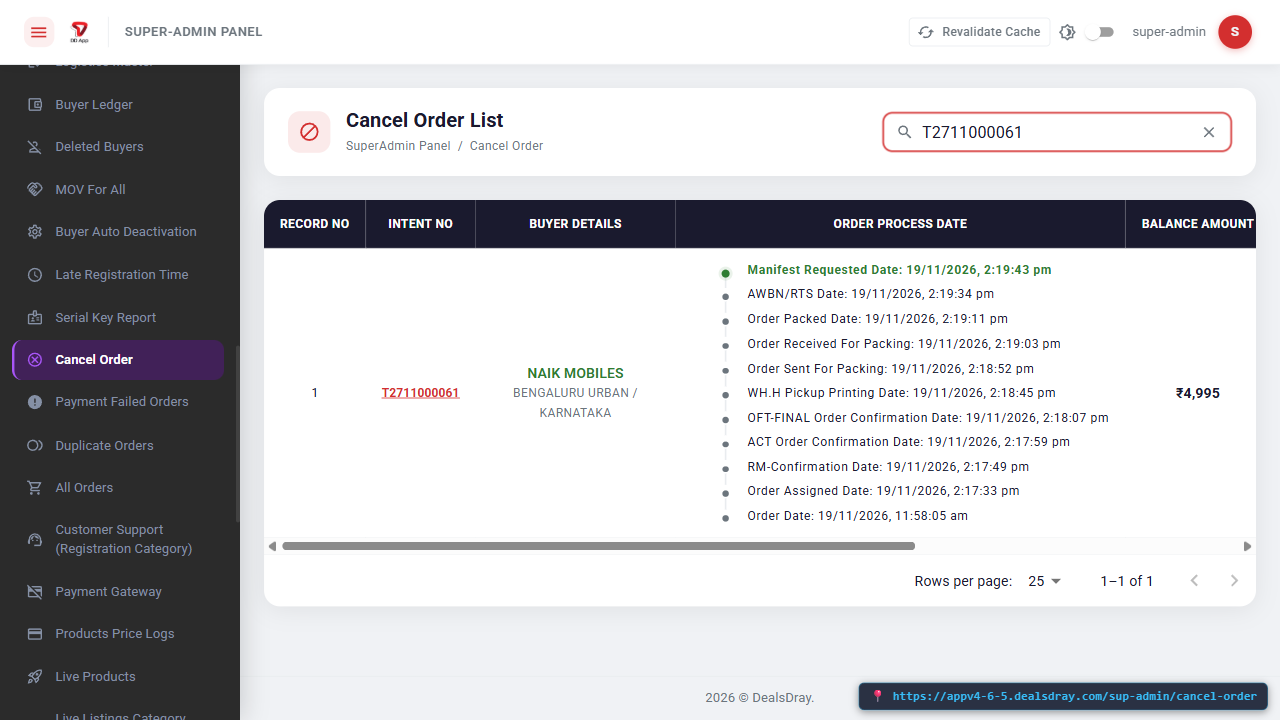 DD App
SUPER-ADMIN PANEL
Revalidate Cache
super-admin
S
Logistics Master
Buyer Ledger
Deleted Buyers
MOV For All
Buyer Auto Deactivation
Late Registration Time
Serial Key Report
Cancel Order
Payment Failed Orders
Duplicate Orders
All Orders
Customer Support
(Registration Category)
Payment Gateway
Products Price Logs
Live Products
Live Listings Category
Cancel Order List
SuperAdmin Panel / Cancel Order
T2711000061
RECORD NO INTENT NO BUYER DETAILS ORDER PROCESS DATE BALANCE AMOUNT
1
T2711000061
NAIK MOBILES
BENGALURU URBAN /
KARNATAKA
Manifest Requested Date: 19/11/2026, 2:19:43 pm
AWBN/RTS Date: 19/11/2026, 2:19:34 pm
Order Packed Date: 19/11/2026, 2:19:11 pm
Order Received For Packing: 19/11/2026, 2:19:03 pm
Order Sent For Packing: 19/11/2026, 2:18:52 pm
WH.H Pickup Printing Date: 19/11/2026, 2:18:45 pm
OFT-FINAL Order Confirmation Date: 19/11/2026, 2:18:07 pm
ACT Order Confirmation Date: 19/11/2026, 2:17:59 pm
RM-Confirmation Date: 19/11/2026, 2:17:49 pm
Order Assigned Date: 19/11/2026, 2:17:33 pm
Order Date: 19/11/2026, 11:58:05 am
₹4,995
Rows per page: 25 1–1 of 1
2026 © DealsDray.
https://appv4-6-5.dealsdray.com/sup-admin/cancel-order